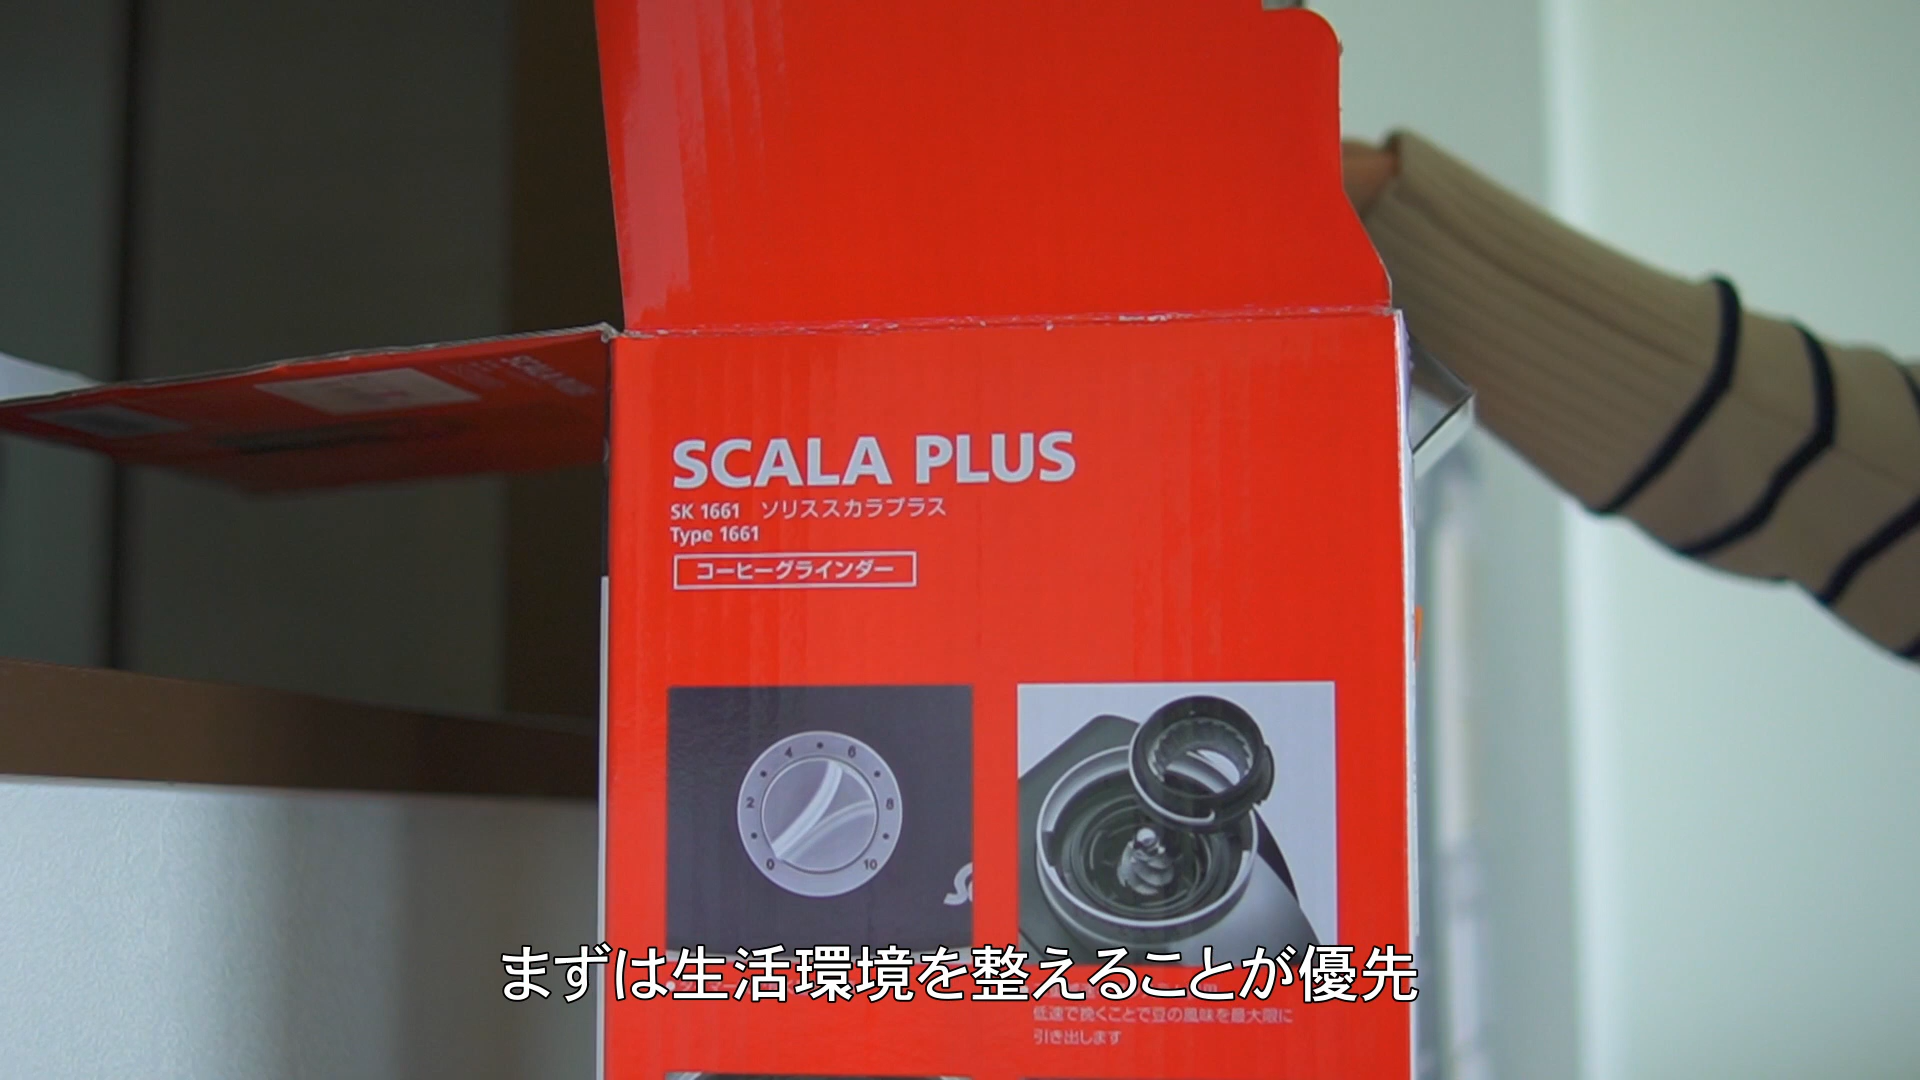 SCALA PLUS
SK 1661 ソリススカラプラス
Type 1661
コーヒーグラインダー
4 6
2 8
0 10
まずは生活環境を整えることが優先
低速で挽くことで豆の風味を最大限に
引き出します